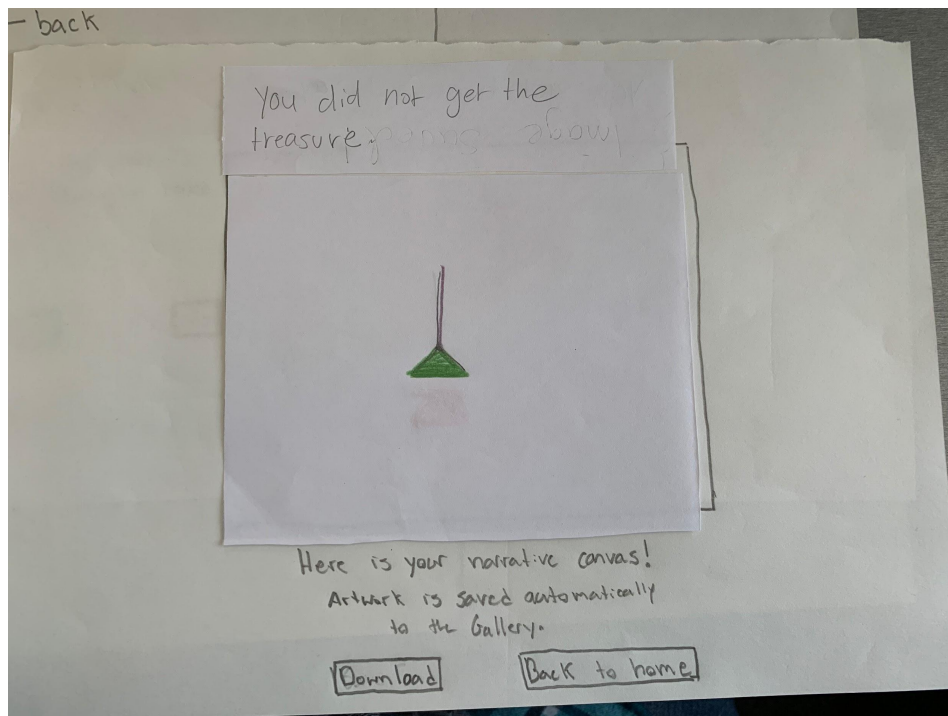 – back
You did not get the
treasure.
Here is your narrative canvas!
Artwork is saved automatically
to the Gallery.
Download
Back to home